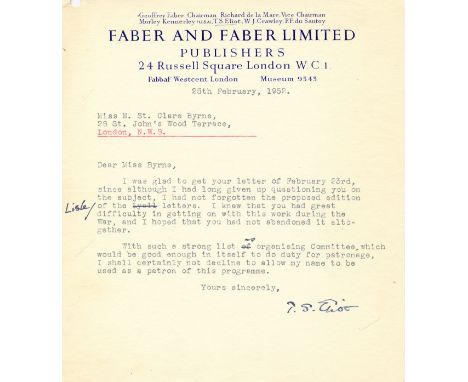 Geoffrey Faber, Chairman Richard de la Mare, Vice Chairman
Morley Kennerley (U.S.A.), T.S. Eliot, W.J. Crawley, P.F. du Sautoy
FABER AND FABER LIMITED
PUBLISHERS
24 Russell Square London WC1
Fabbaf Westcent London Museum 9543
25th February, 1952.
Miss M. St. Clare Byrne,
28 St. John's Wood Terrace,
London, N.W.8.
Dear Miss Byrne,
I was glad to get your letter of February 23rd,
since although I had long given up questioning you on
the subject, I had not forgotten the proposed edition
Lisle/ of the Lyall letters. I knew that you had great
difficulty in getting on with this work during the
War, and I hoped that you had not abandoned it alto-
gether.
With such a strong list of organising Committee, which
would be good enough in itself to do duty for patronage,
I shall certainly not decline to allow my name to be
used as a patron of this programme.
Yours sincerely,
T. S. Eliot